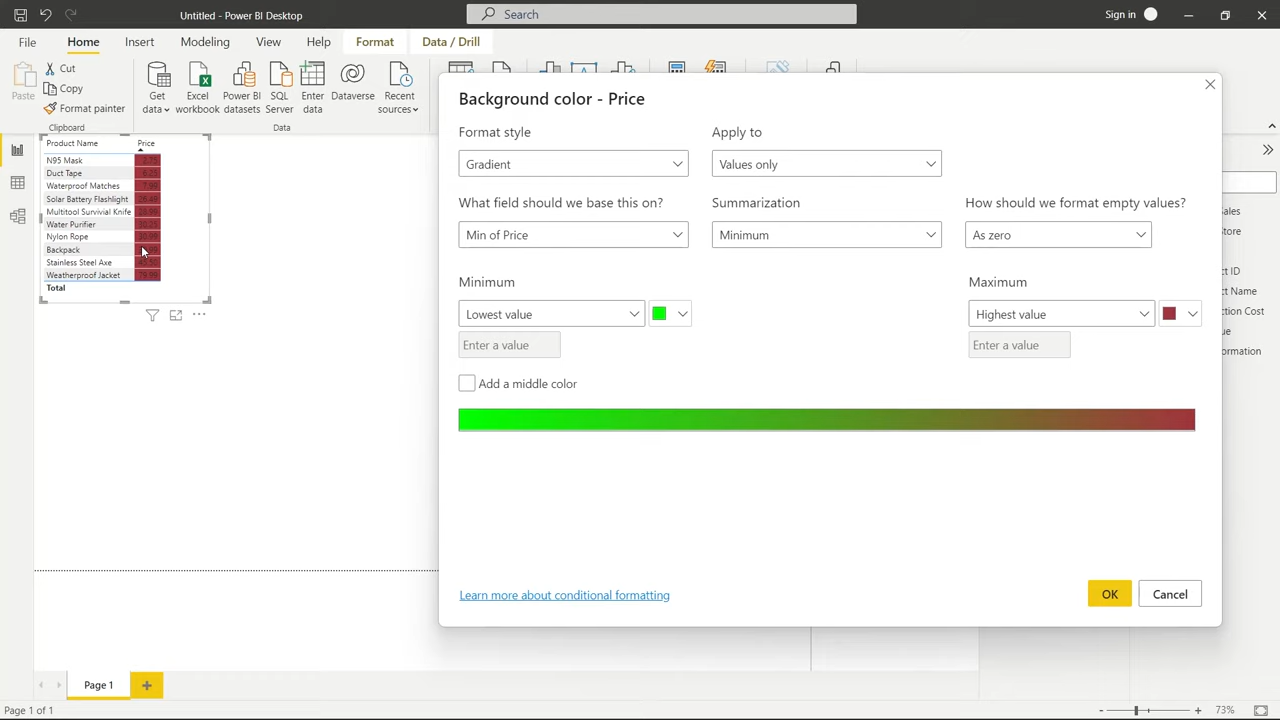 Untitled - Power BI Desktop
Search
Sign in
File
Home
Insert
Modeling
View
Help
Format
Data / Drill
Paste
Cut
Copy
Format painter
Clipboard
Get data
Excel workbook
Power BI datasets
SQL Server
Enter data
Dataverse
Recent sources
Data
Product Name Price
N95 Mask
Duct Tape
Waterproof Matches
Solar Battery Flashlight
Multitool Survivial Knife
Water Purifier
Nylon Rope
Backpack
Stainless Steel Axe
Weatherproof Jacket
Total
Background color - Price
Format style
Apply to
Gradient
Values only
What field should we base this on?
Summarization
How should we format empty values?
Min of Price
Minimum
As zero
Minimum
Maximum
Lowest value
Highest value
Enter a value
Enter a value
Add a middle color
Learn more about conditional formatting
OK
Cancel
Page 1
Page 1 of 1
73%